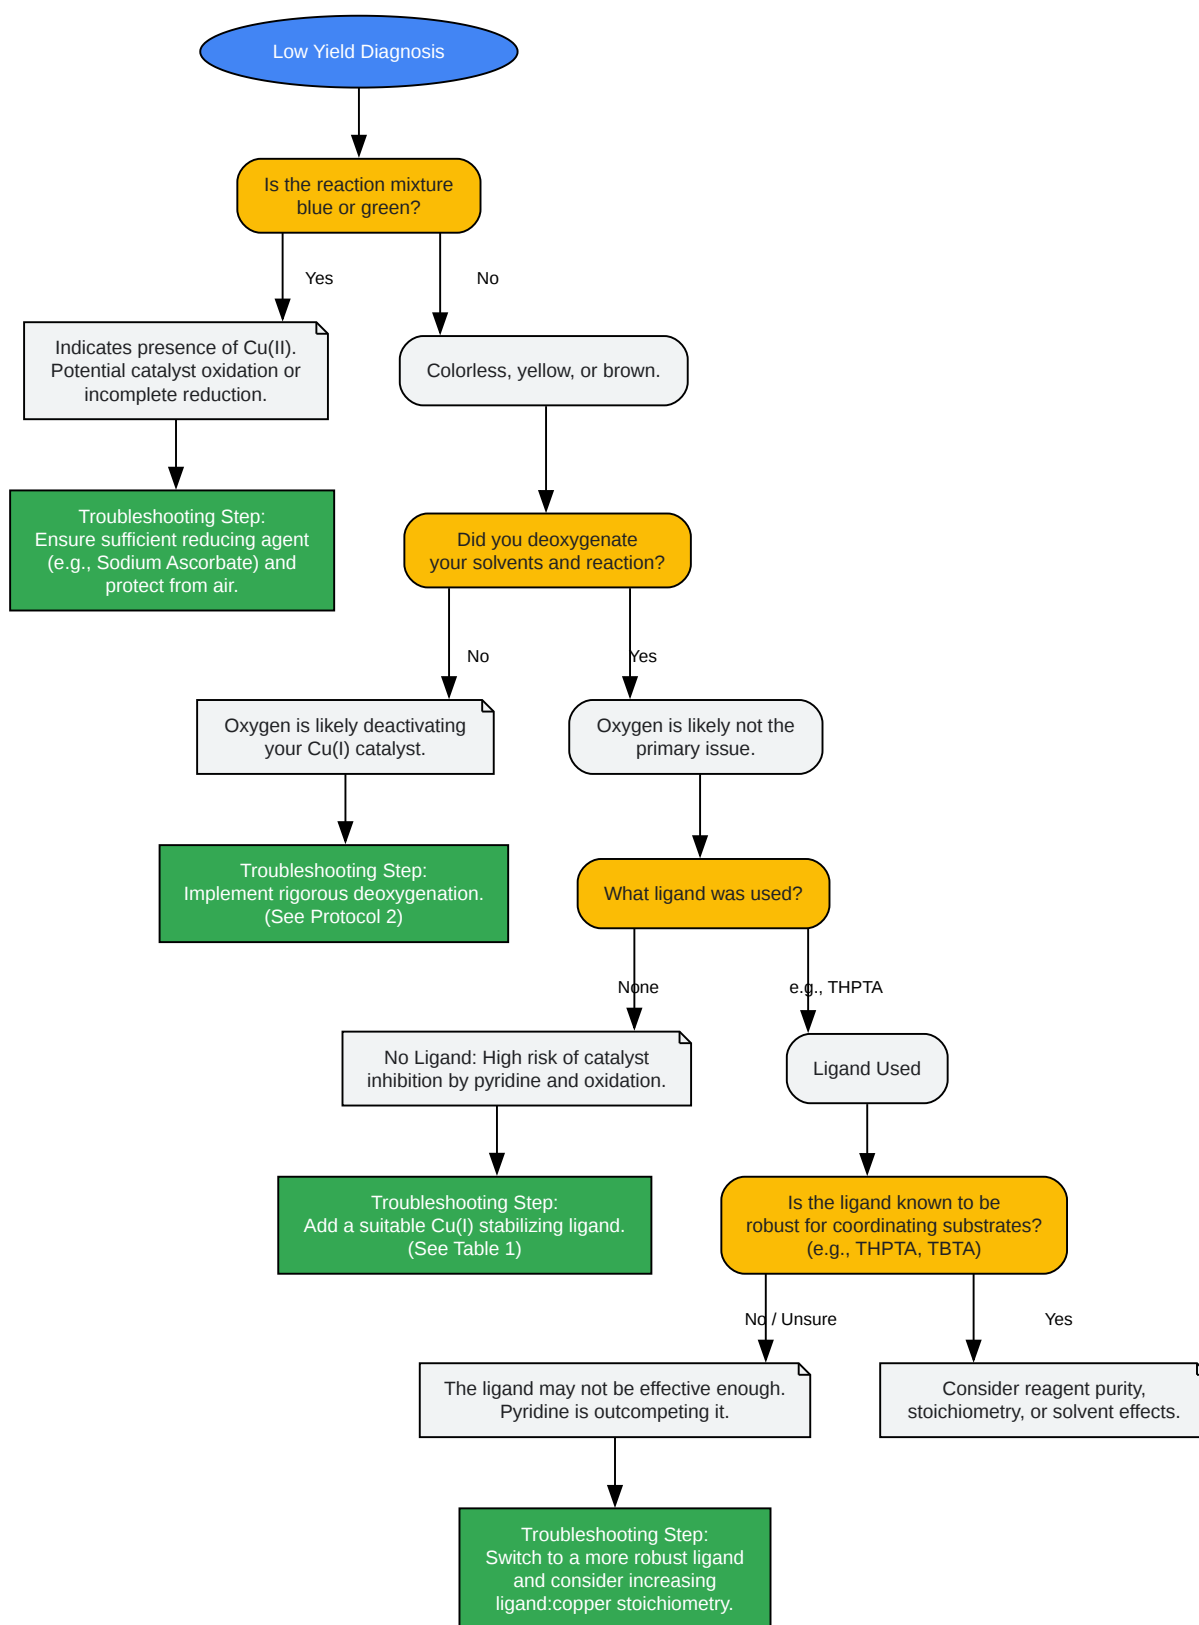 Low Yield Diagnosis
Is the reaction mixture
blue or green?
Yes
No
Indicates presence of Cu(II).
Potential catalyst oxidation or
incomplete reduction.
Colorless, yellow, or brown.
Troubleshooting Step:
Ensure sufficient reducing agent
(e.g., Sodium Ascorbate) and
protect from air.
Did you deoxygenate
your solvents and reaction?
No
Yes
Oxygen is likely deactivating
your Cu(I) catalyst.
Oxygen is likely not the
primary issue.
Troubleshooting Step:
Implement rigorous deoxygenation.
(See Protocol 2)
What ligand was used?
None
e.g., THPTA
No Ligand: High risk of catalyst
inhibition by pyridine and oxidation.
Ligand Used
Troubleshooting Step:
Add a suitable Cu(I) stabilizing ligand.
(See Table 1)
Is the ligand known to be
robust for coordinating substrates?
(e.g., THPTA, TBTA)
No / Unsure
Yes
The ligand may not be effective enough.
Pyridine is outcompeting it.
Consider reagent purity,
stoichiometry, or solvent effects.
Troubleshooting Step:
Switch to a more robust ligand
and consider increasing
ligand:copper stoichiometry.